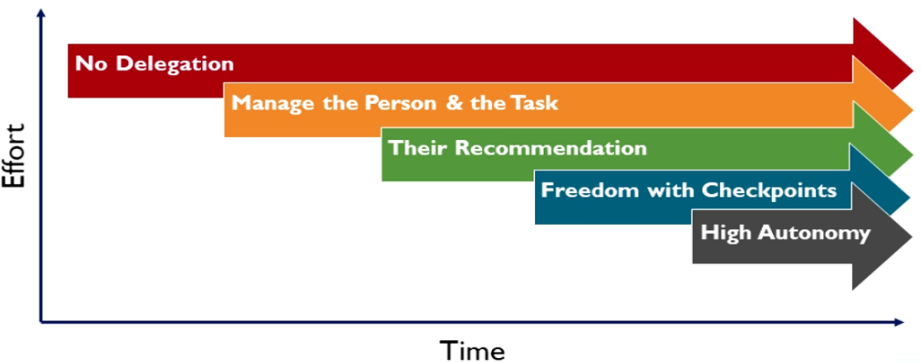 No Delegation
Manage the Person & the Task
Their Recommendation
Freedom with Checkpoints
High Autonomy
Effort
Time